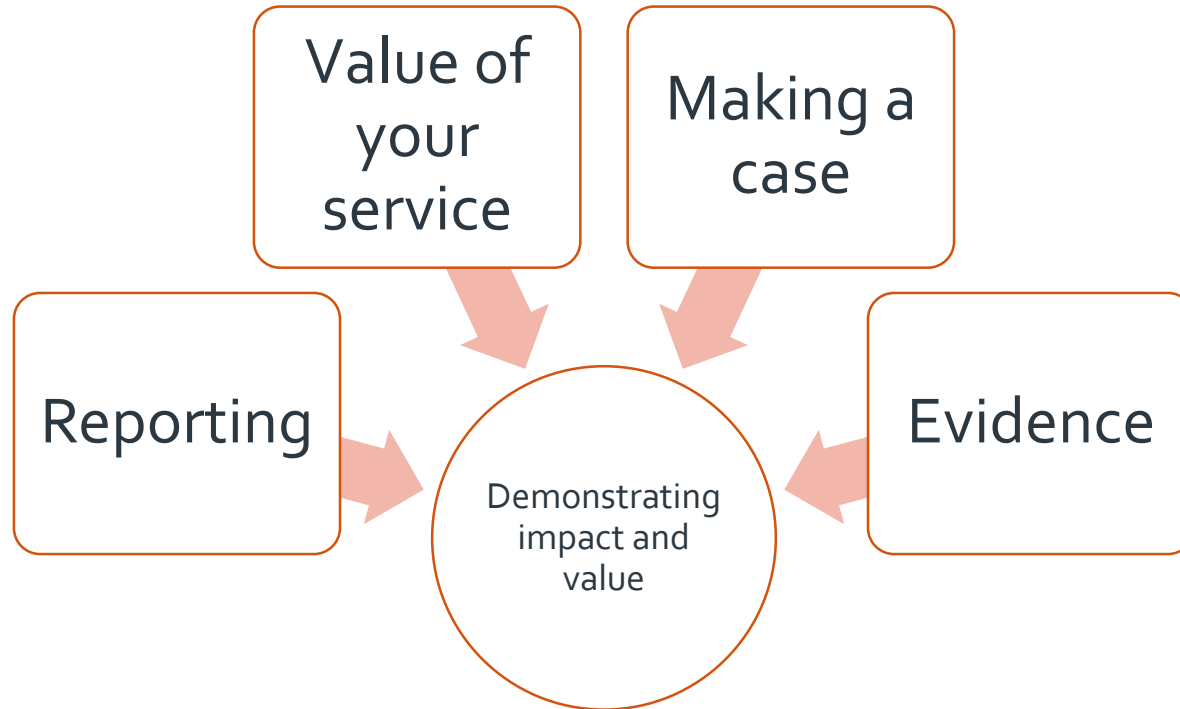 Value of
your
service
Making a
case
Reporting
Evidence
Demonstrating
impact and
value